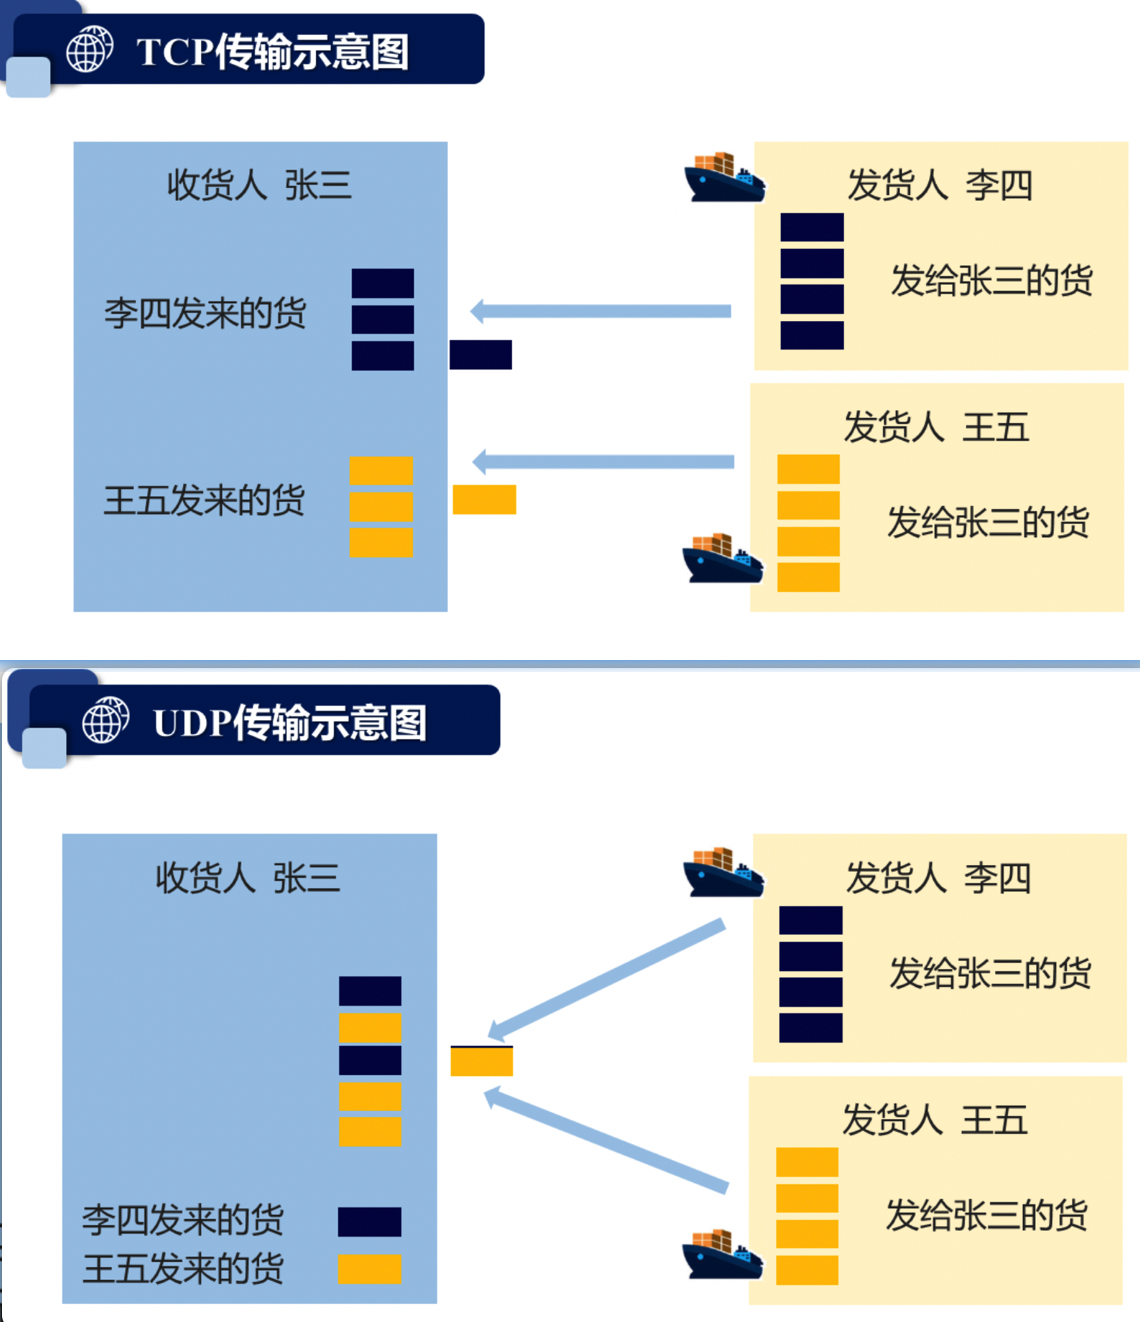 TCP传输示意图
收货人 张三
发货人 李四
发给张三的货
李四发来的货
发货人 王五
王五发来的货
发给张三的货
UDP传输示意图
收货人 张三
发货人 李四
发给张三的货
发货人 王五
发给张三的货
李四发来的货
王五发来的货